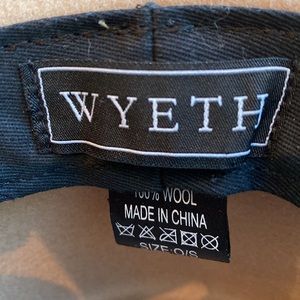 WYETH
100% WOOL
MADE IN CHINA
SIZE:O/S